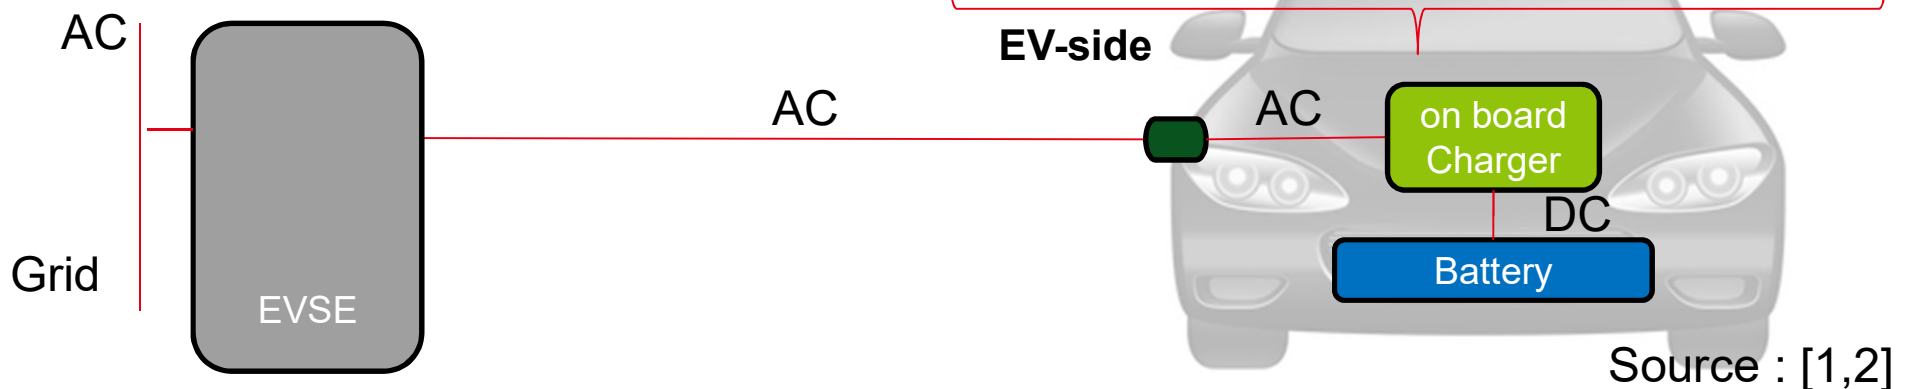 AC
EV-side
AC
AC
on board
Charger
DC
Grid
Battery
EVSE
Source : [1,2]